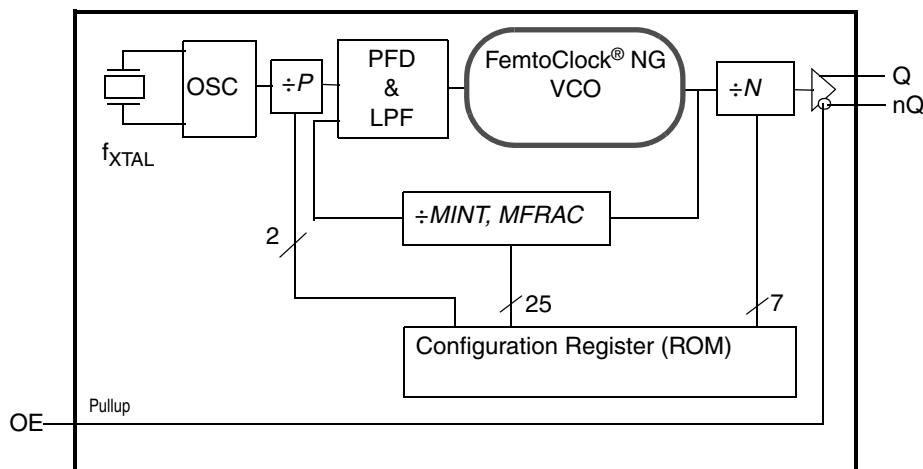 OSC
÷P
PFD
&
LPF
FemtoClock® NG
VCO
÷N
Q
nQ
fXTAL
÷MINT, MFRAC
2
25
7
Configuration Register (ROM)
Pullup
OE